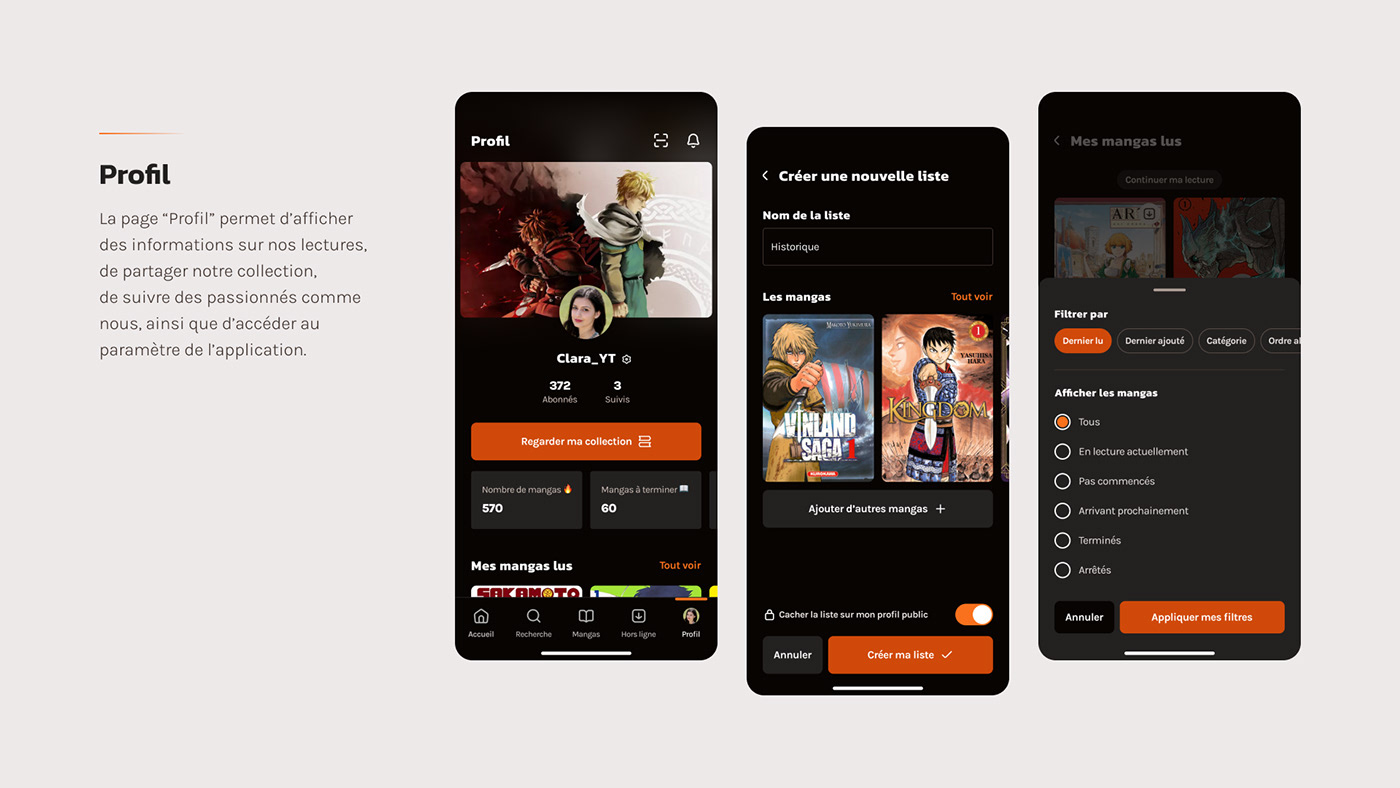 Profil
La page “Profil” permet d’afficher
des informations sur nos lectures,
de partager notre collection,
de suivre des passionnés comme
nous, ainsi que d’accéder au
paramètre de l’application.
Profil
Clara_YT
372
3
Abonnés
Suivis
Regarder ma collection
Nombre de mangas 🔥
Mangas à terminer 📖
570
60
Mes mangas lus
Tout voir
SAKAMOTO
Accueil
Recherche
Mangas
Hors ligne
Profil
Créer une nouvelle liste
Nom de la liste
Historique
Les mangas
Tout voir
MAKOTO YUKIMURA
VINLAND
SAGA 1
KUROKAWA
1
YASUHISA
HARA
KINGDOM
Ajouter d’autres mangas
Cacher la liste sur mon profil public
Annuler
Créer ma liste
Mes mangas lus
Continuer ma lecture
AR
1
Filtrer par
Dernier lu
Dernier ajouté
Catégorie
Ordre al
Afficher les mangas
Tous
En lecture actuellement
Pas commencés
Arrivant prochainement
Terminés
Arrêtés
Annuler
Appliquer mes filtres